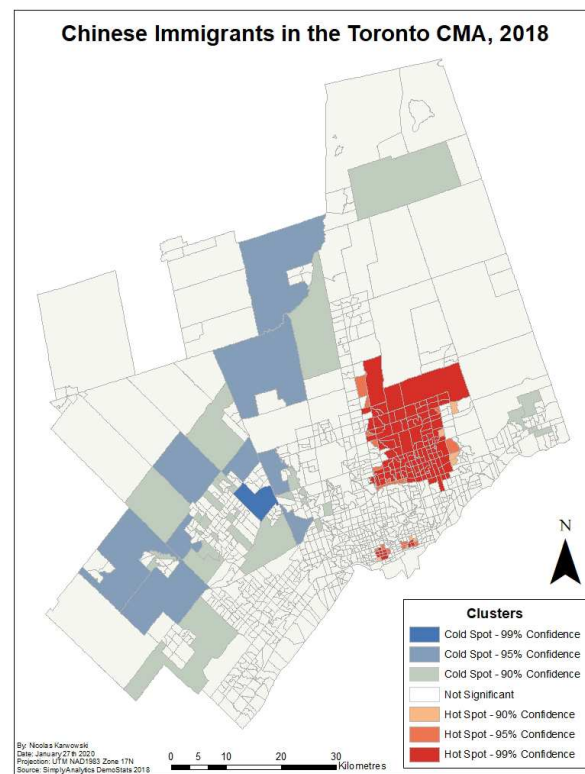 Chinese Immigrants in the Toronto CMA, 2018
N
Clusters
Cold Spot - 99% Confidence
Cold Spot - 95% Confidence
Cold Spot - 90% Confidence
Not Significant
Hot Spot - 90% Confidence
Hot Spot - 95% Confidence
Hot Spot - 99% Confidence
By: Nicolas Karwowski
Date: January 27th 2020
Projection: UTM NAD1983 Zone 17N
Source: SimplyAnalytics DemoStats 2018
0 5 10 20 30
Kilometres